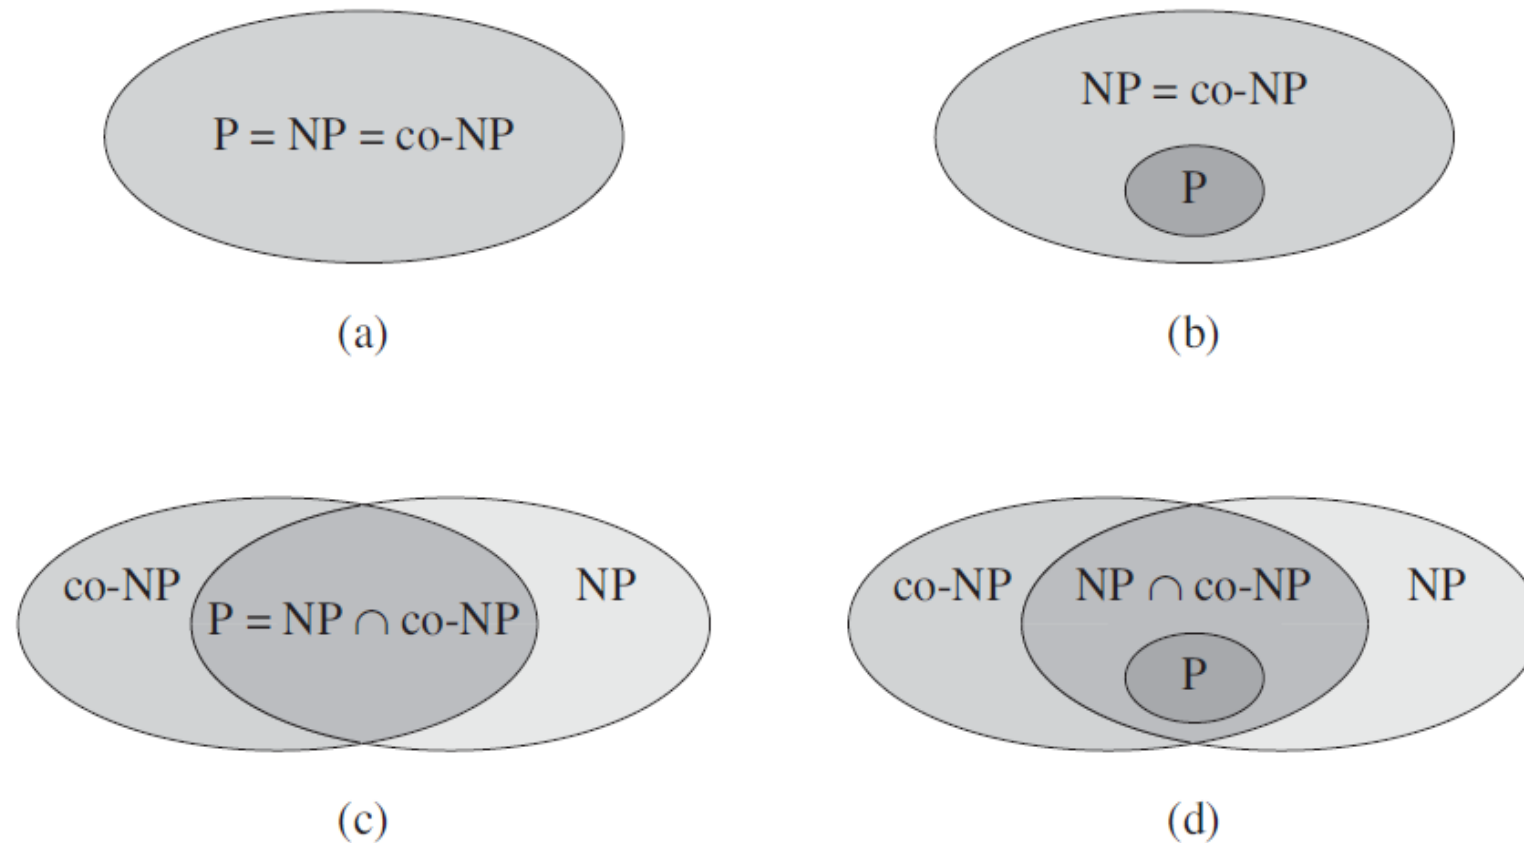 P = NP = co-NP
(a)
NP = co-NP
P
(b)
co-NP
P = NP ∩ co-NP
NP
(c)
co-NP
NP ∩ co-NP
NP
P
(d)